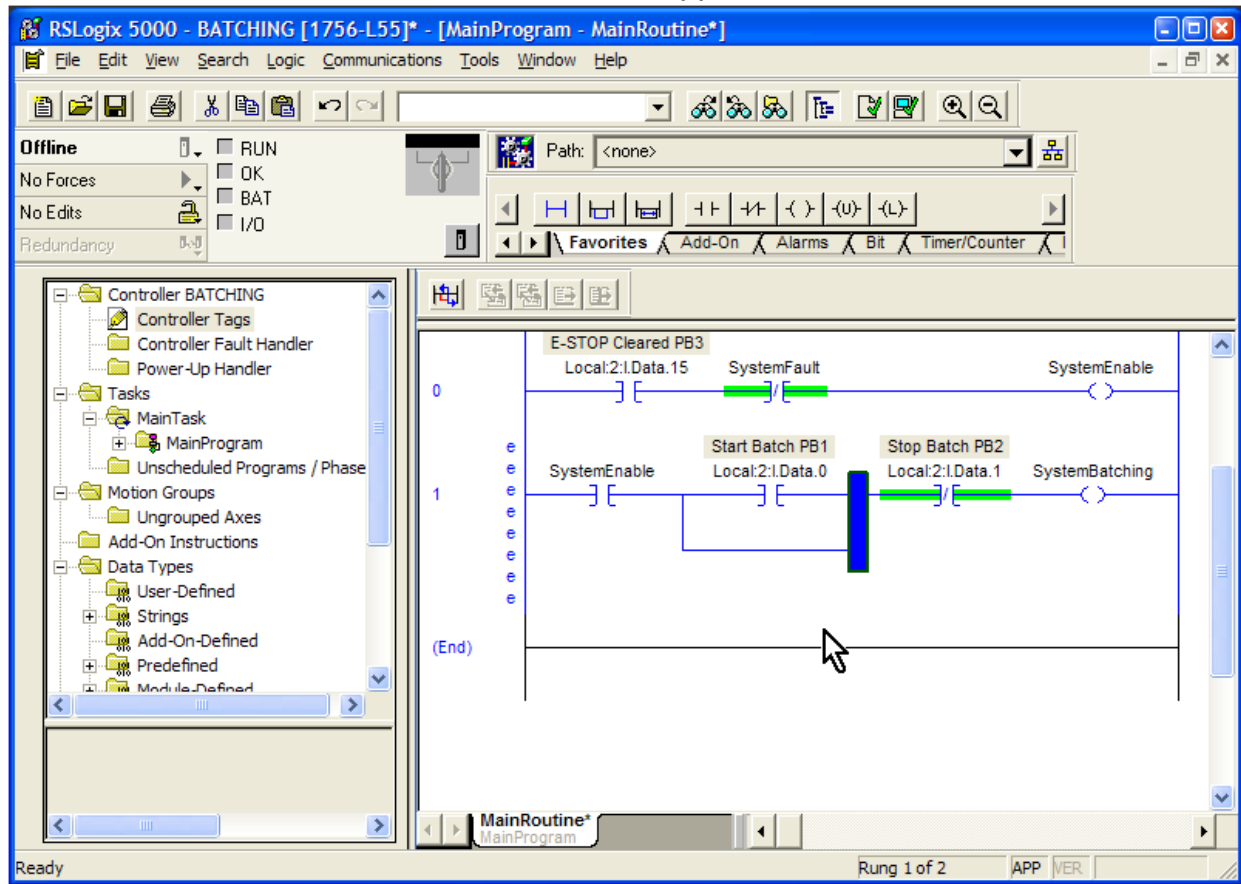 RSLogix 5000 - BATCHING [1756-L55]* - [MainProgram - MainRoutine*]
File Edit View Search Logic Communications Tools Window Help
Offline
RUN
No Forces
OK
No Edits
BAT
Redundancy
I/O
Path: <none>
Favorites Add-On Alarms Bit Timer/Counter
Controller BATCHING
Controller Tags
Controller Fault Handler
Power-Up Handler
Tasks
MainTask
MainProgram
Unscheduled Programs / Phase
Motion Groups
Ungrouped Axes
Add-On Instructions
Data Types
User-Defined
Strings
Add-On-Defined
Predefined
Module-Defined
E-STOP Cleared PB3
Local:2:I.Data.15 SystemFault SystemEnable
0
Start Batch PB1 Stop Batch PB2
SystemEnable Local:2:I.Data.0 Local:2:I.Data.1 SystemBatching
1
e
e
e
e
e
e
e
e
(End)
MainRoutine*
MainProgram
Ready
Rung 1 of 2 APP VER